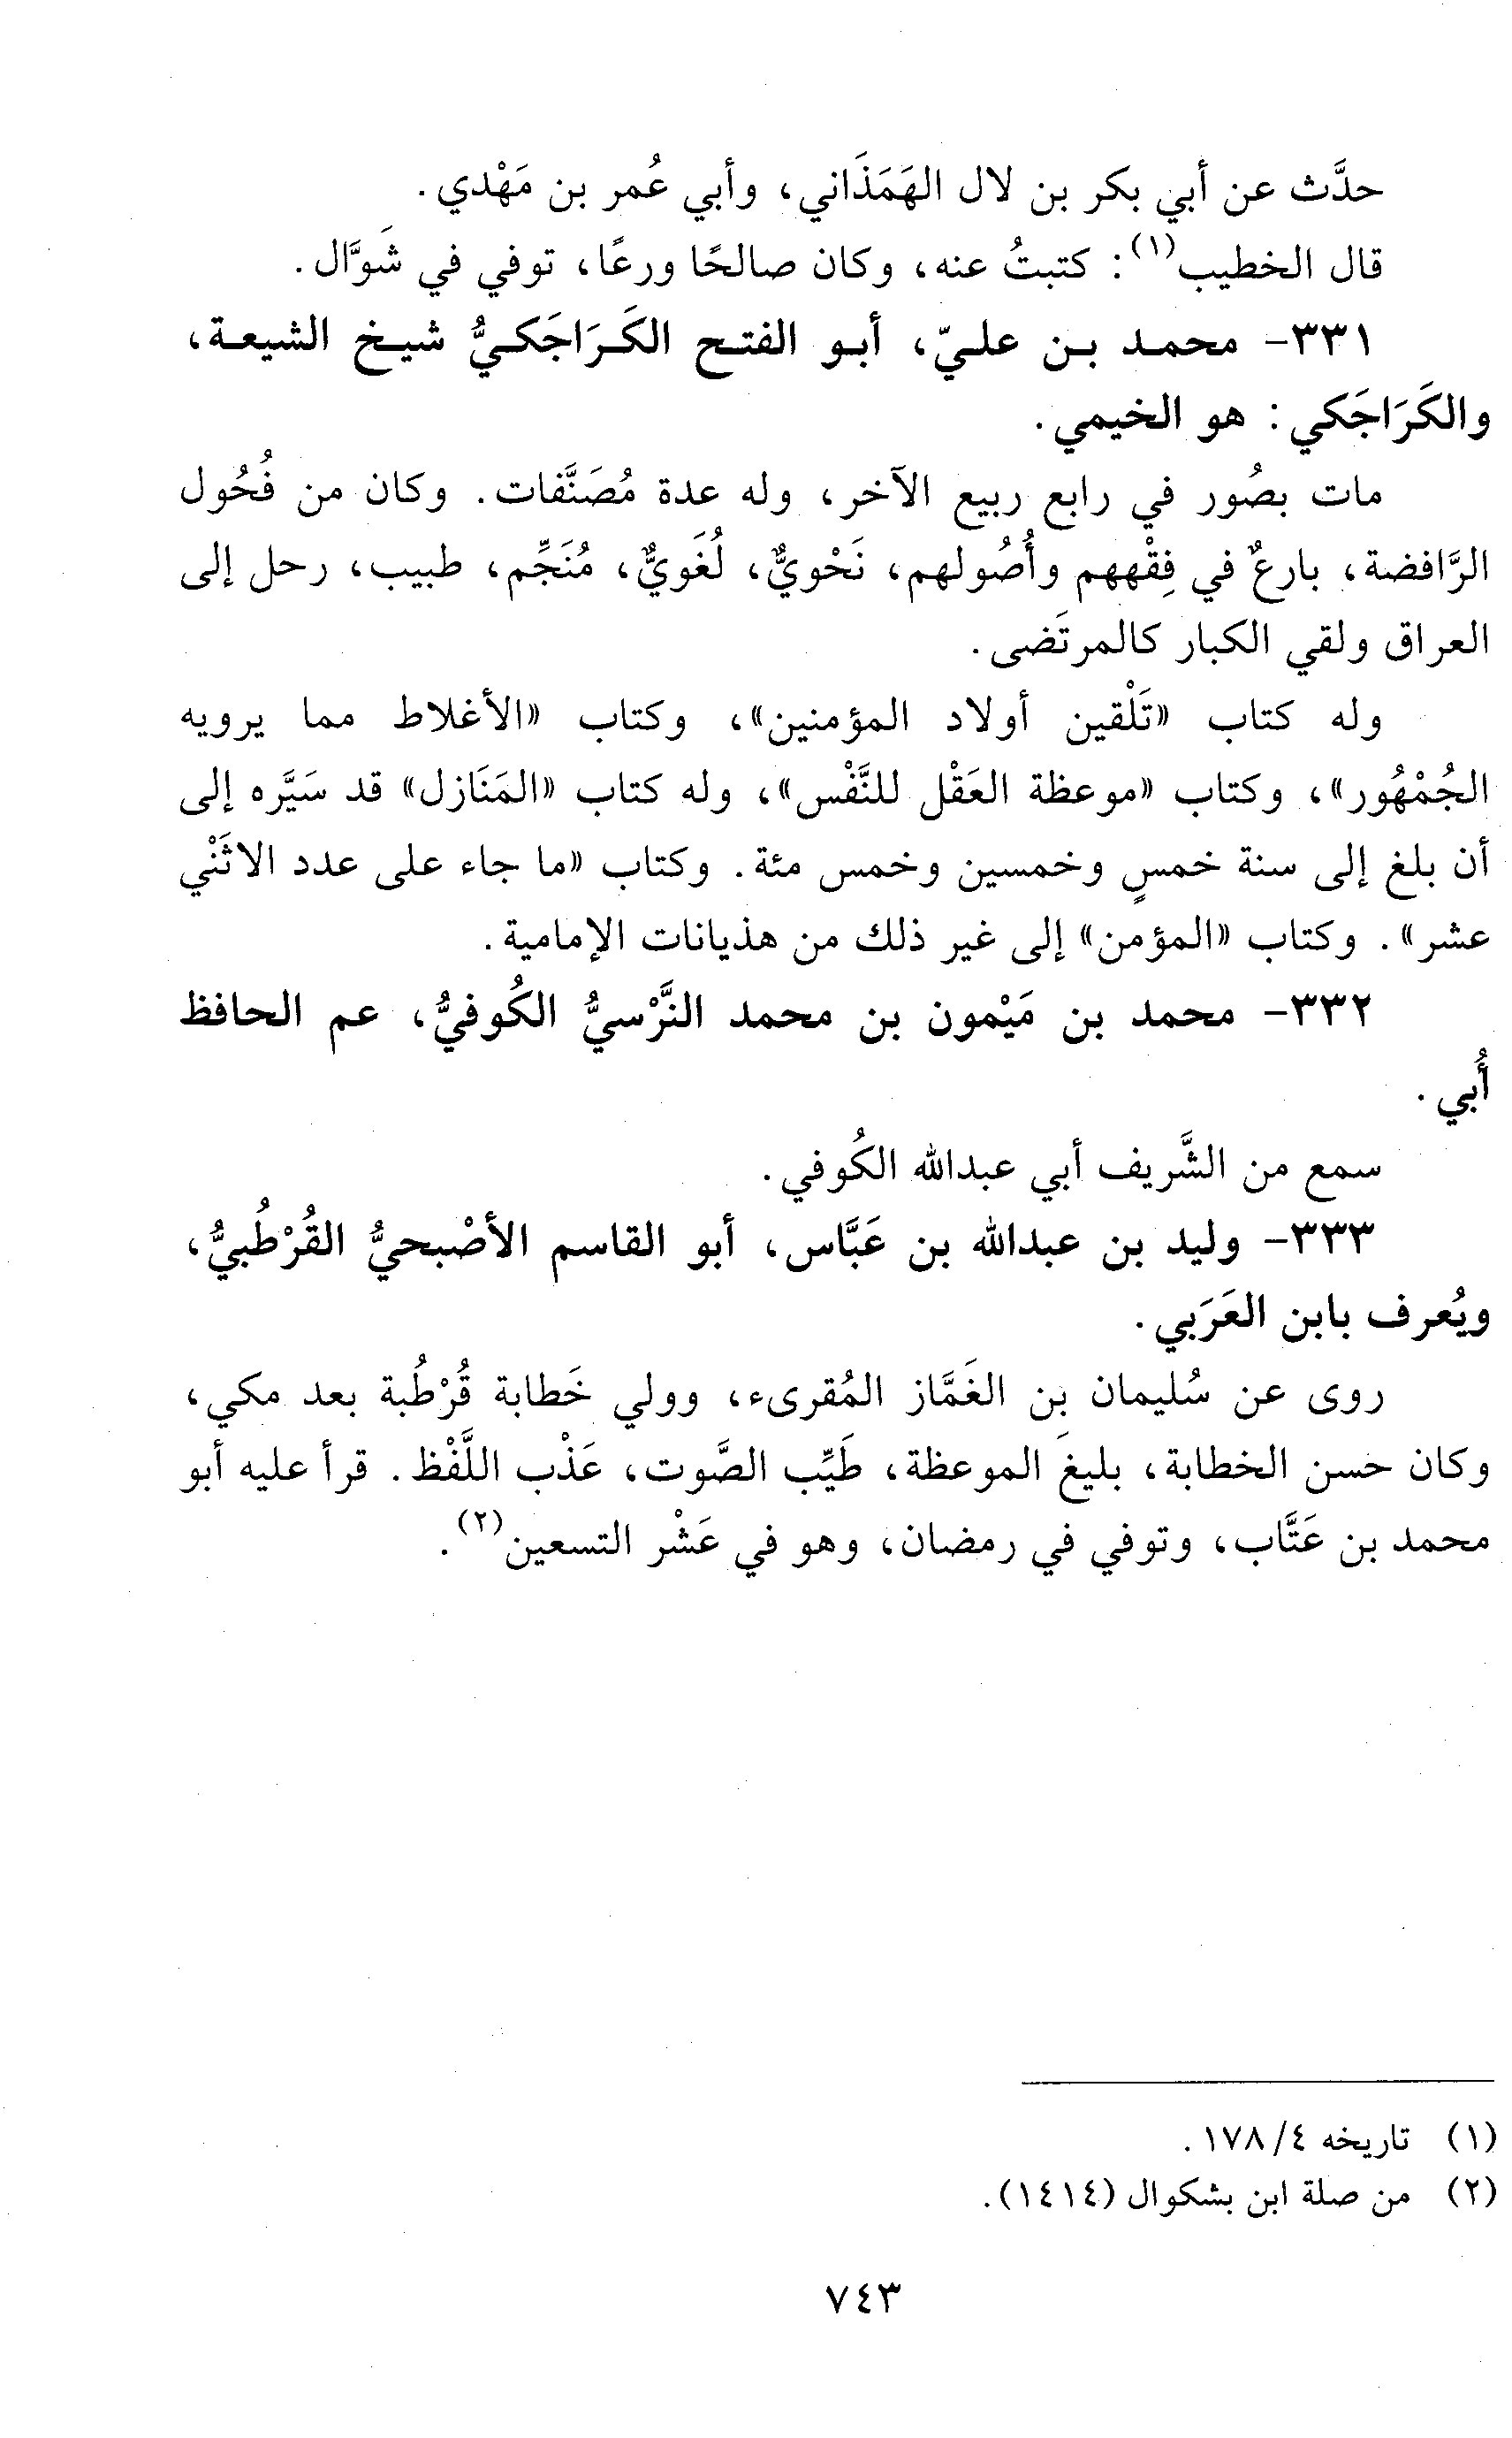 حدَّث عن أبي بكر بن لال الهَمَذَاني، وأبي عُمر بن مَهْدي.
قال الخطيب(١): كتبتُ عنه، وكان صالحًا ورعًا، توفي في شَوَّال.
٣٣١- محمد بن عليّ، أبو الفتح الكَرَاجَكيُّ شيخ الشيعة،
والكَرَاجَكي: هو الخيمي.
مات بصُور في رابع ربيع الآخر، وله عدة مُصَنَّفات. وكان من فُحُول
الرَّافضة، بارعٌ في فِقْههم وأُصُولهم، نَحْويٌّ، لُغَويٌّ، مُنَجِّم، طبيب، رحل إلى
العراق ولقي الكبار كالمرتَضى.
وله كتاب «تَلْقين أولاد المؤمنين»، وكتاب «الأغلاط مما يرويه
الجُمْهُور»، وكتاب «موعظة العَقْل للنَّفْس»، وله كتاب «المَنَازل» قد سَيَّره إلى
أن بلغ إلى سنة خمسٍ وخمسين وخمس مئة. وكتاب «ما جاء على عدد الاثْنَي
عشر». وكتاب «المؤمن» إلى غير ذلك من هذيانات الإمامية.
٣٣٢- محمد بن مَيْمون بن محمد النَّرْسيُّ الكُوفيُّ، عم الحافظ
أُبي.
سمع من الشَّريف أبي عبدالله الكُوفي.
٣٣٣- وليد بن عبدالله بن عَبَّاس، أبو القاسم الأصْبحيُّ القُرْطُبيُّ،
ويُعرف بابن العَرَبي.
روى عن سُليمان بن الغَمَّاز المُقرىء، وولي خَطابة قُرْطُبة بعد مكي،
وكان حسن الخطابة، بليغَ الموعظة، طَيِّب الصَّوت، عَذْب اللَّفْظ. قرأ عليه أبو
محمد بن عَتَّاب، وتوفي في رمضان، وهو في عَشْر التسعين(٢).
(١) تاريخه ٤/ ١٧٨.
(٢) من صلة ابن بشكوال (١٤١٤).
٧٤٣